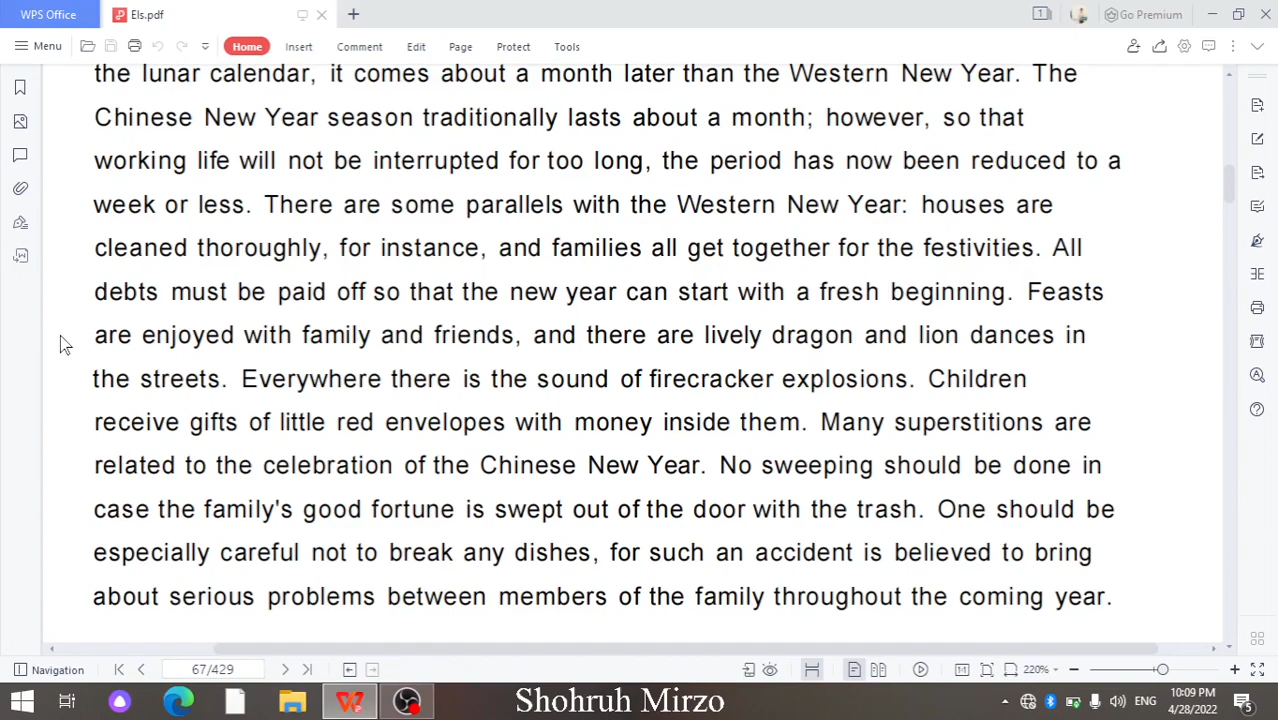 WPS Office
Els.pdf
1
Go Premium
Menu
Home
Insert
Comment
Edit
Page
Protect
Tools
the lunar calendar, it comes about a month later than the Western New Year. The
Chinese New Year season traditionally lasts about a month; however, so that
working life will not be interrupted for too long, the period has now been reduced to a
week or less. There are some parallels with the Western New Year: houses are
cleaned thoroughly, for instance, and families all get together for the festivities. All
debts must be paid off so that the new year can start with a fresh beginning. Feasts
are enjoyed with family and friends, and there are lively dragon and lion dances in
the streets. Everywhere there is the sound of firecracker explosions. Children
receive gifts of little red envelopes with money inside them. Many superstitions are
related to the celebration of the Chinese New Year. No sweeping should be done in
case the family's good fortune is swept out of the door with the trash. One should be
especially careful not to break any dishes, for such an accident is believed to bring
about serious problems between members of the family throughout the coming year.
Navigation
67/429
220%
Shohruh Mirzo
ENG
10:09 PM
4/28/2022
5